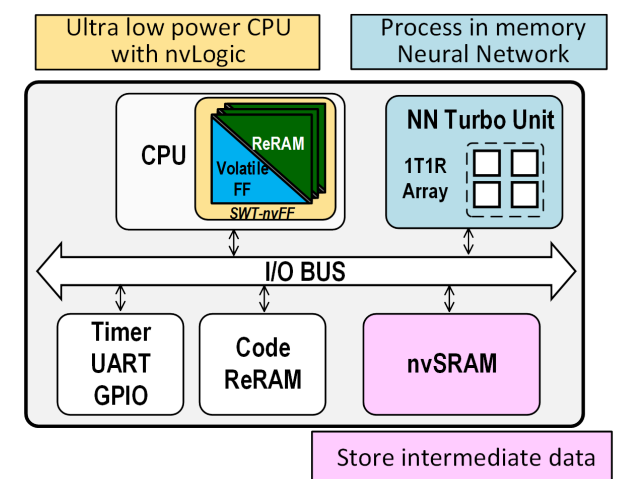 Ultra low power CPU
with nvLogic
Process in memory
Neural Network
CPU
ReRAM
Volatile
FF
SWT-nvFF
NN Turbo Unit
1T1R
Array
I/O BUS
Timer
UART
GPIO
Code
ReRAM
nvSRAM
Store intermediate data